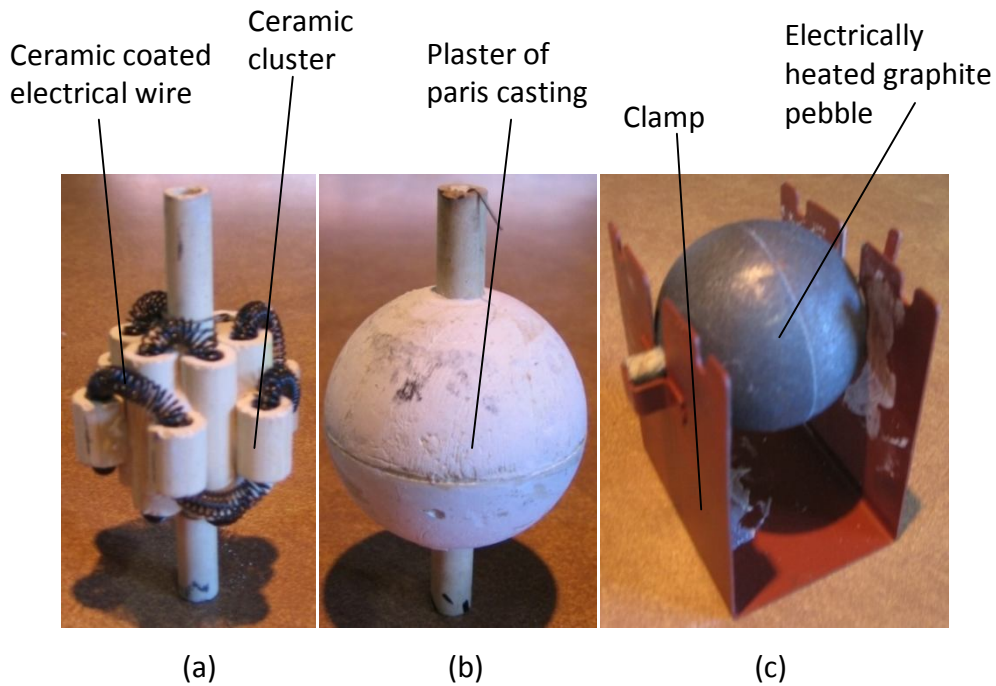 Ceramic coated
electrical wire
Ceramic
cluster
Plaster of
paris casting
Clamp
Electrically
heated graphite
pebble
(a)
(b)
(c)